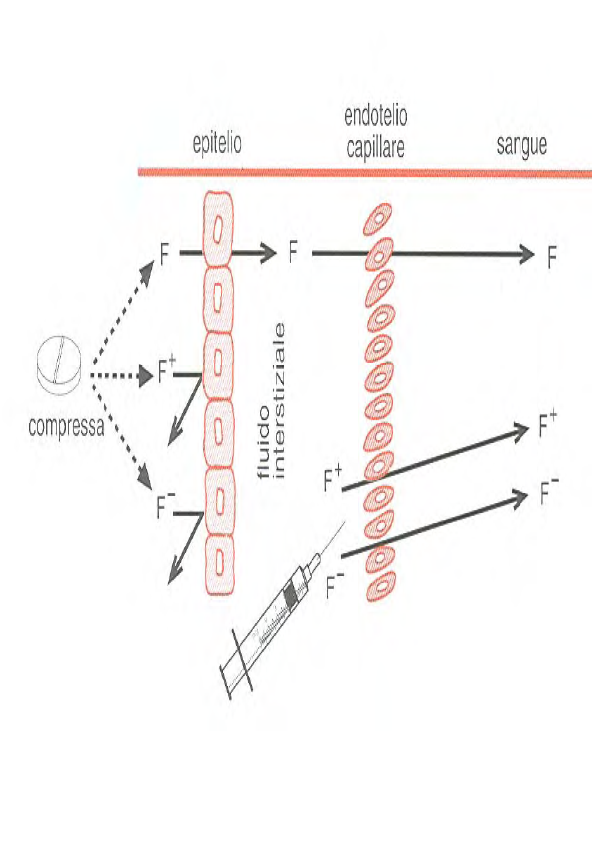 endotelio
capillare
epitelio
sangue
F
F
F
F⁺
compressa
fluido
interstiziale
F⁻
F⁺
F⁺
F⁻
F⁻